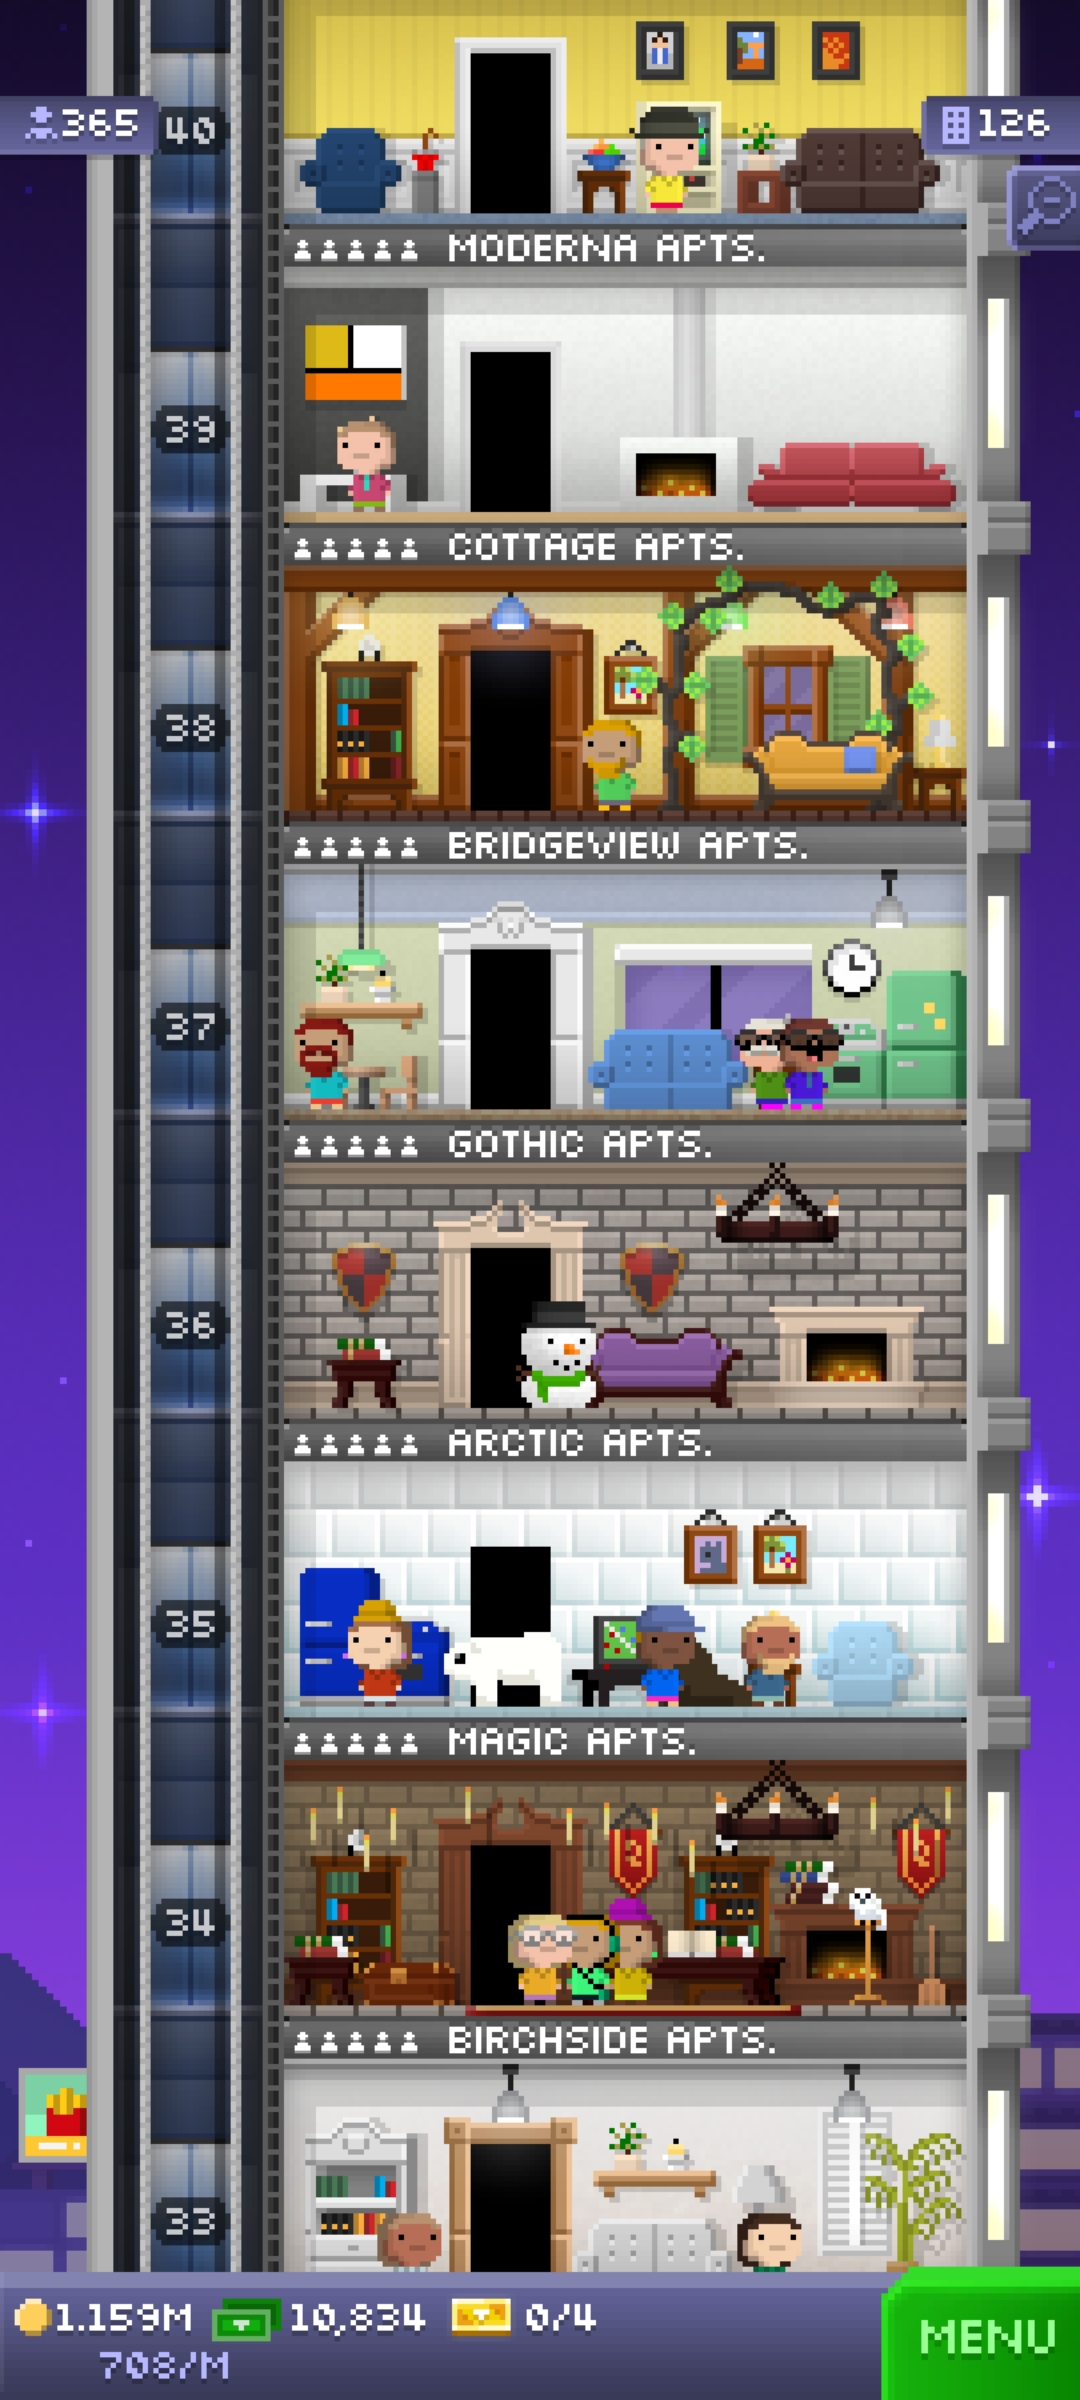 365
40
126
MODERNA APTS.
39
COTTAGE APTS.
38
BRIDGEVIEW APTS.
37
GOTHIC APTS.
36
ARCTIC APTS.
35
MAGIC APTS.
34
BIRCHSIDE APTS.
33
1.159M 10,834 0/4
708/M
MENU